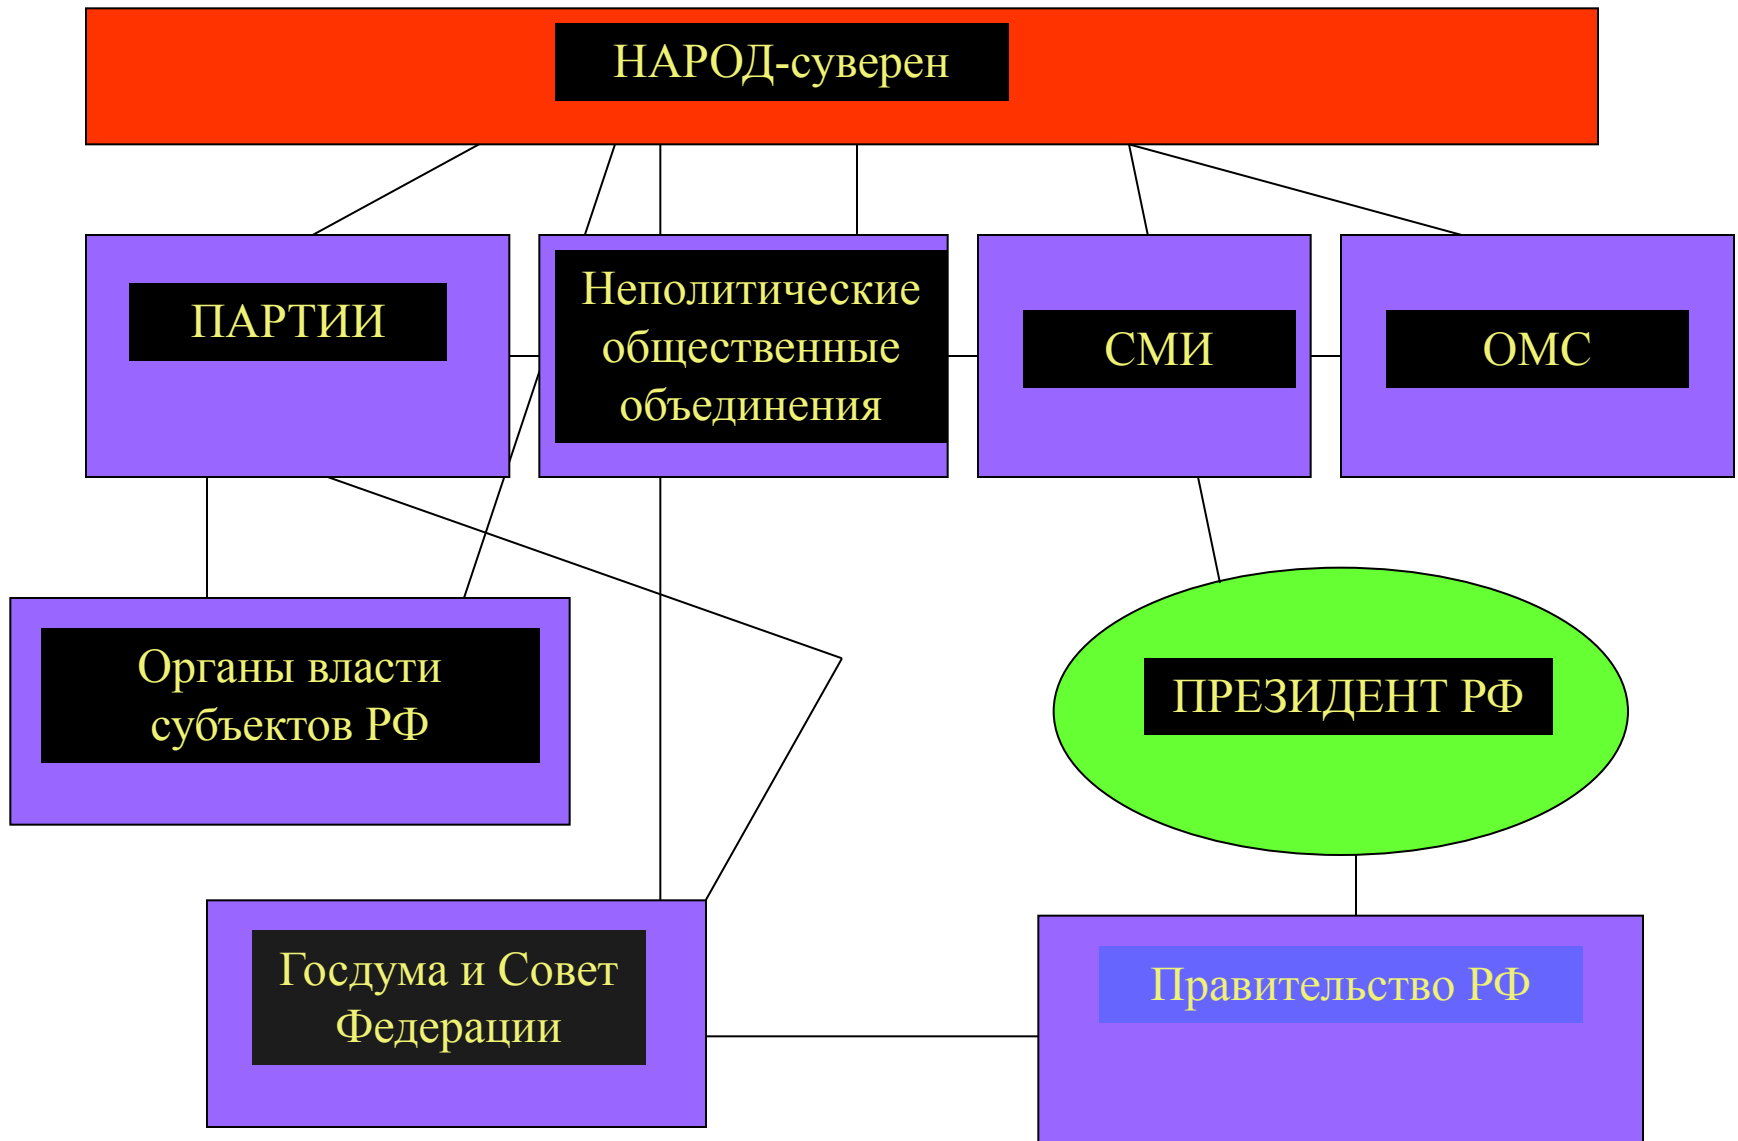 НАРОД-суверен
ПАРТИИ
Неполитические
общественные
объединения
СМИ
ОМС
Органы власти
субъектов РФ
ПРЕЗИДЕНТ РФ
Госдума и Совет
Федерации
Правительство РФ